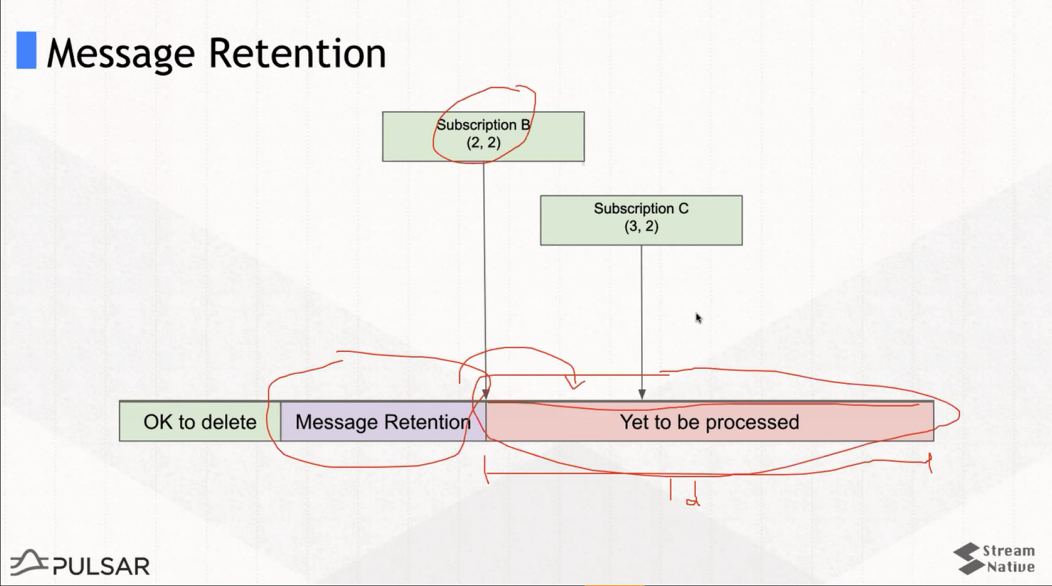 Message Retention
Subscription B
(2, 2)
Subscription C
(3, 2)
OK to delete
Message Retention
Yet to be processed
1 d
PULSAR
Stream
Native